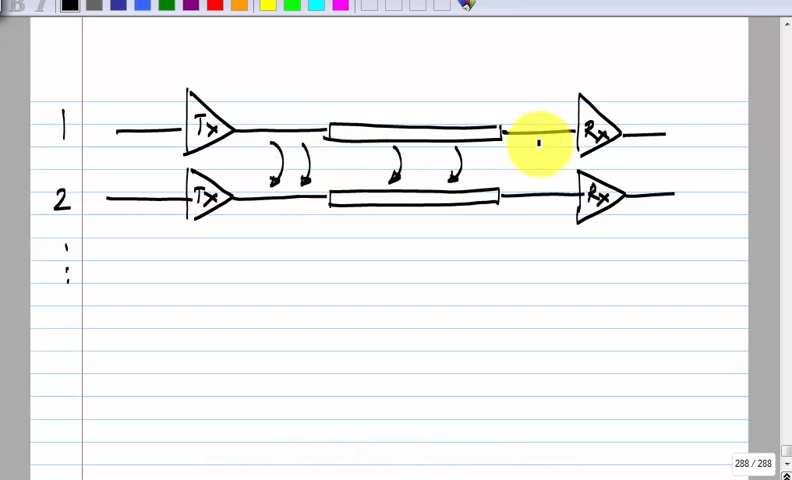 B I
1 Tx Rx
2 Tx Rx
⋮
288 / 288